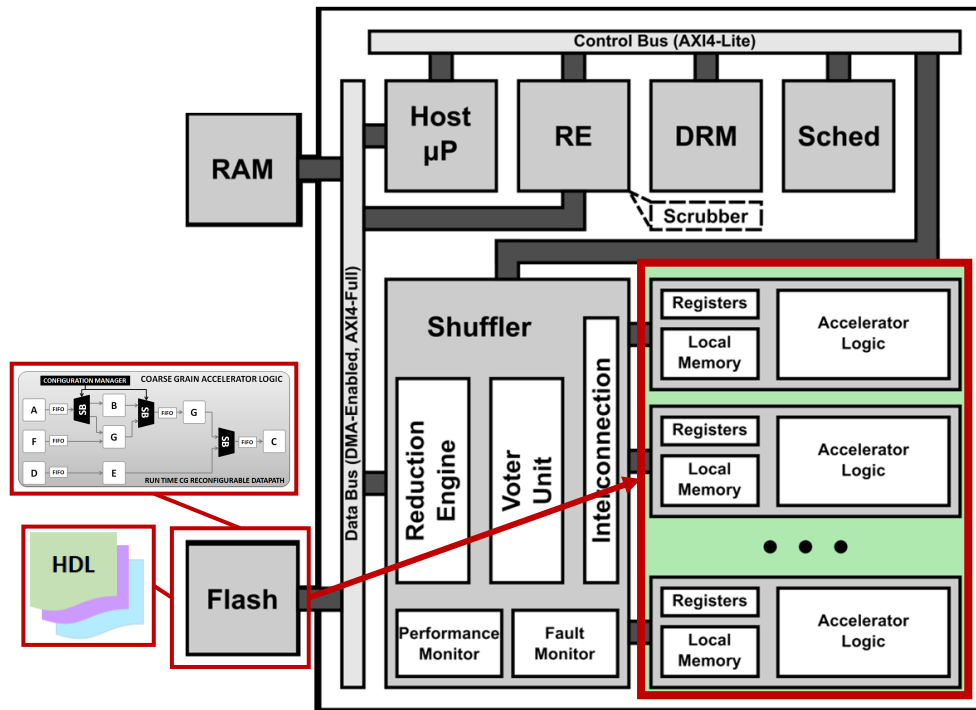 Control Bus (AXI4-Lite)
Host
µP
RE
DRM
Sched
RAM
Scrubber
Data Bus (DMA-Enabled, AXI4-Full)
Shuffler
Reduction
Engine
Voter
Unit
Interconnection
Performance
Monitor
Fault
Monitor
Registers
Local
Memory
Accelerator
Logic
Registers
Local
Memory
Accelerator
Logic
Registers
Local
Memory
Accelerator
Logic
CONFIGURATION MANAGER
COARSE GRAIN ACCELERATOR LOGIC
A
FIFO
SB
B
SB
FIFO
G
F
FIFO
G
SB
FIFO
C
D
FIFO
E
RUN TIME CG RECONFIGURABLE DATAPATH
HDL
Flash